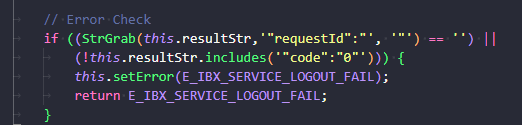 // Error Check
if ((StrGrab(this.resultStr,'"requestId":"', '"') == '') ||
(!this.resultStr.includes('"code":"0"'))) {
this.setError(E_IBX_SERVICE_LOGOUT_FAIL);
return E_IBX_SERVICE_LOGOUT_FAIL;
}